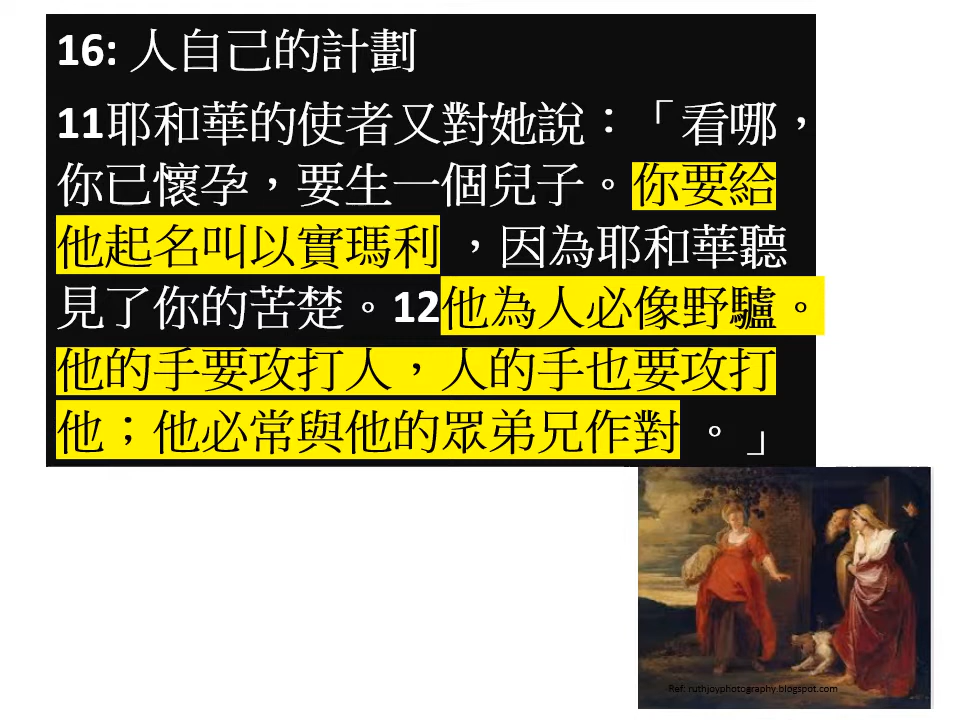 16: 人自己的計劃
11耶和華的使者又對她說：「看哪，
你已懷孕，要生一個兒子。你要給
他起名叫以實瑪利 ，因為耶和華聽
見了你的苦楚。12他為人必像野驢。
他的手要攻打人，人的手也要攻打
他；他必常與他的眾弟兄作對 。」
Ref: ruthjoyphotography.blogspot.com